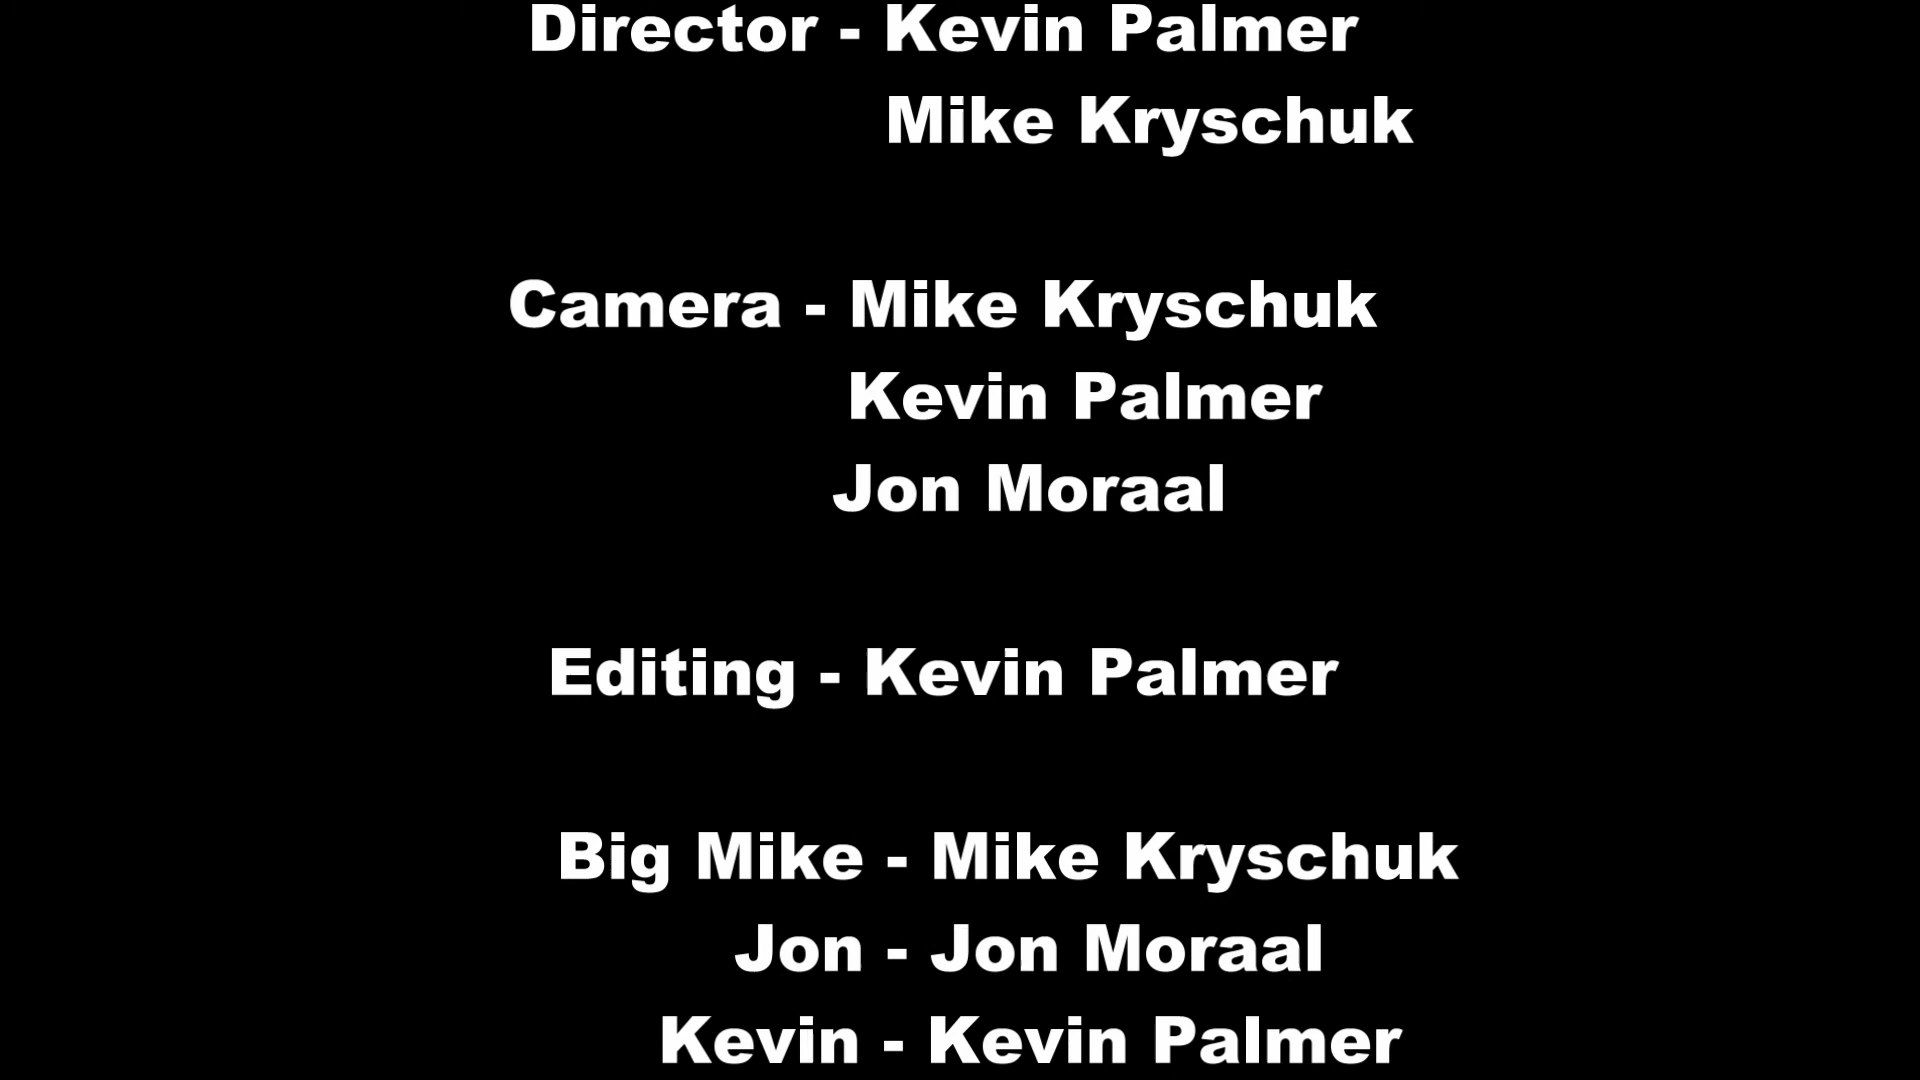 Director - Kevin Palmer
Mike Kryschuk
Camera - Mike Kryschuk
Kevin Palmer
Jon Moraal
Editing - Kevin Palmer
Big Mike - Mike Kryschuk
Jon - Jon Moraal
Kevin - Kevin Palmer